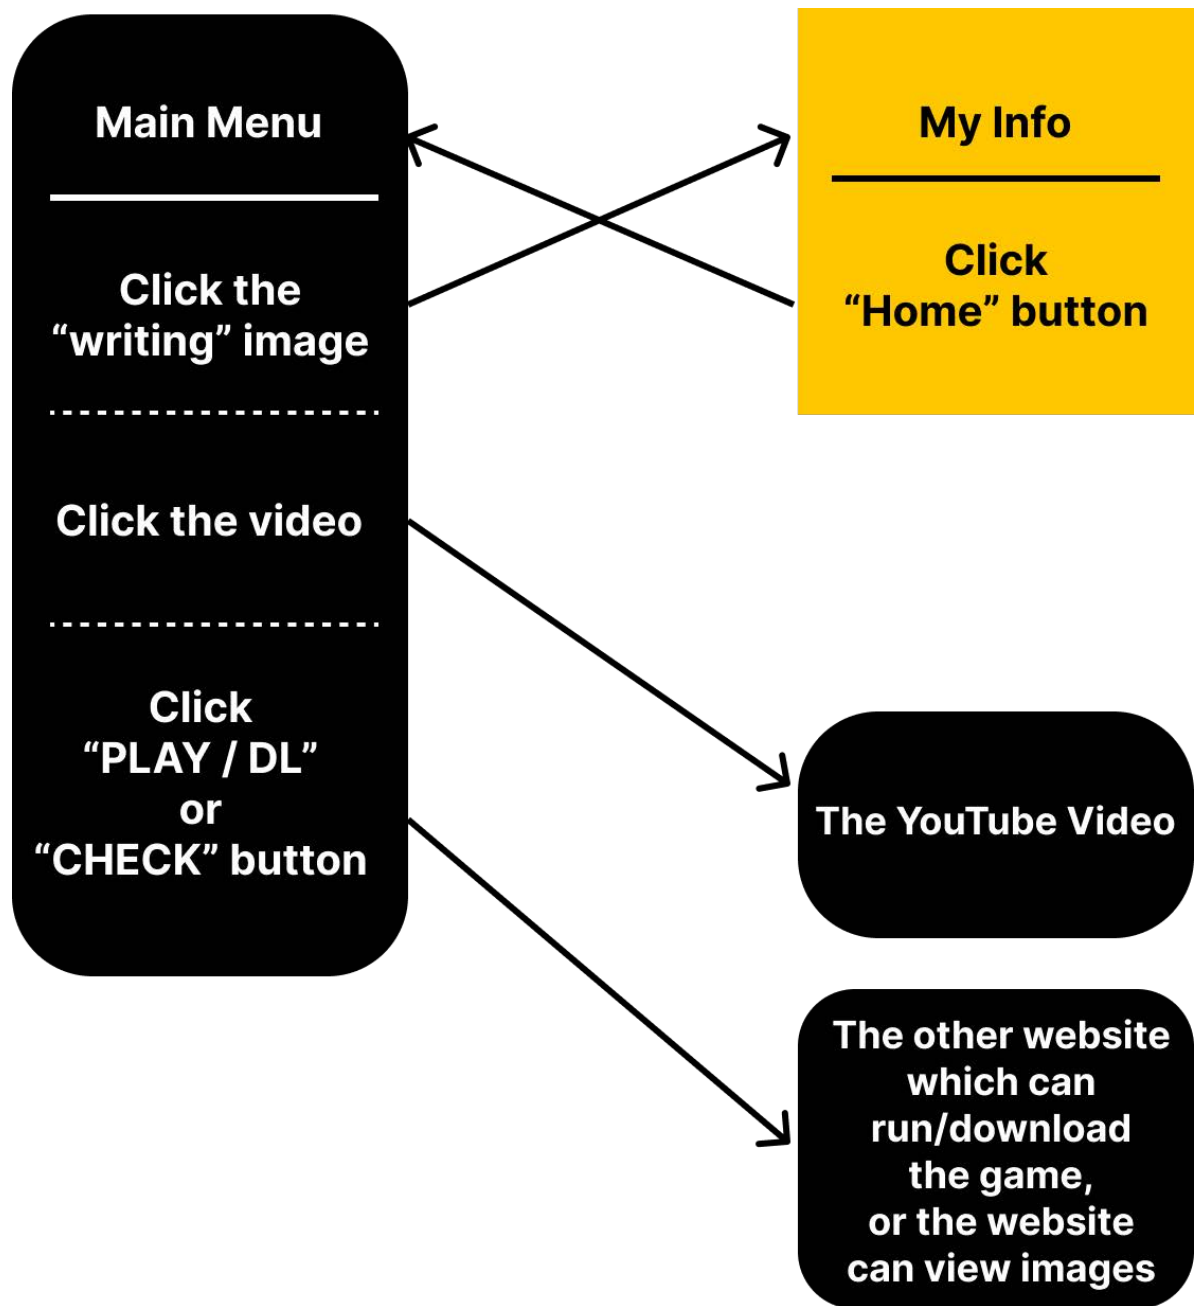 Main Menu
Click the
“writing” image
Click the video
Click
“PLAY / DL”
or
“CHECK” button
My Info
Click
“Home” button
The YouTube Video
The other website
which can
run/download
the game,
or the website
can view images